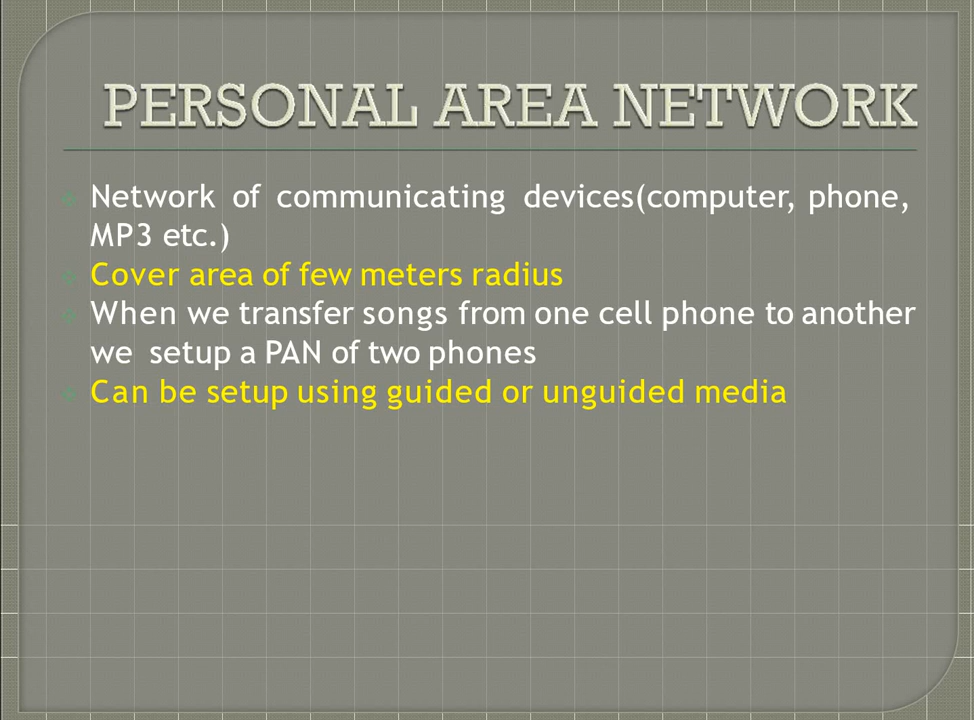 PERSONAL AREA NETWORK
Network of communicating devices(computer, phone,
MP3 etc.)
Cover area of few meters radius
When we transfer songs from one cell phone to another
we setup a PAN of two phones
Can be setup using guided or unguided media